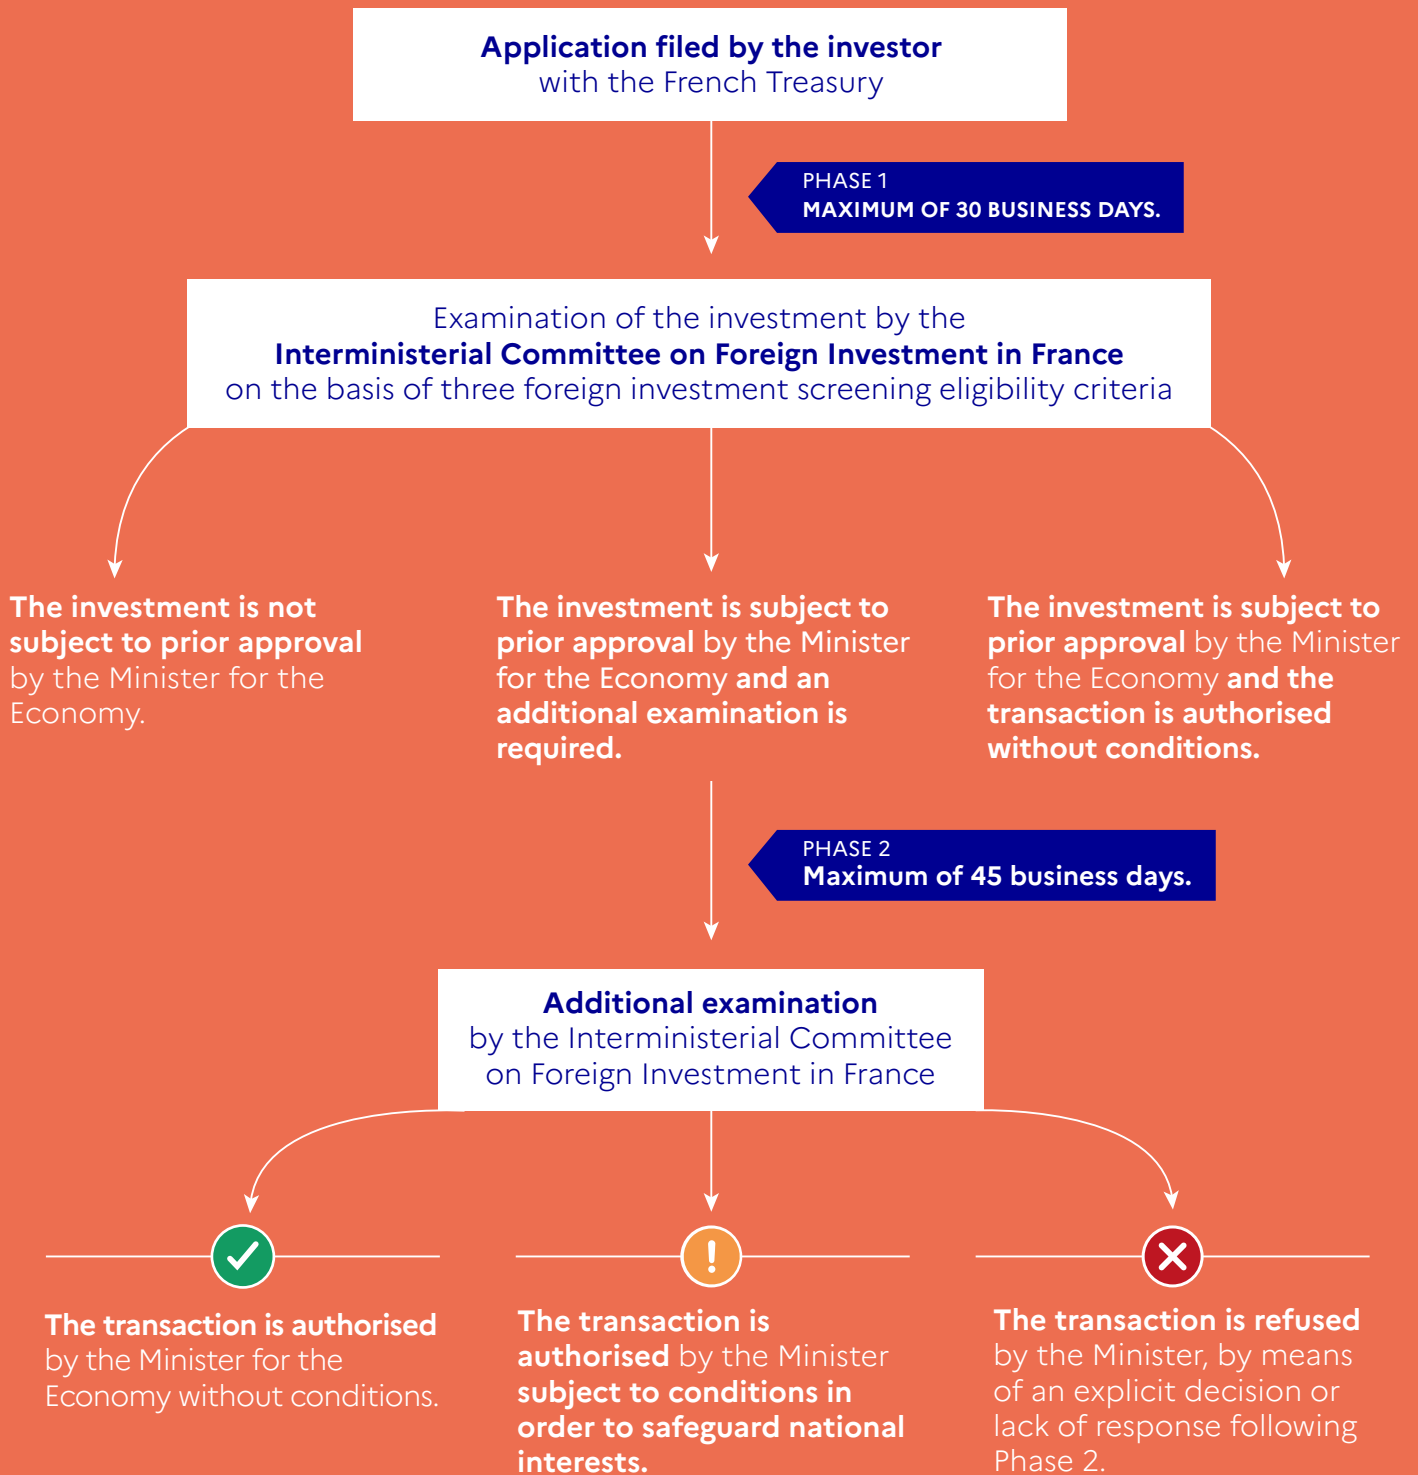 Application filed by the investor
with the French Treasury
PHASE 1
MAXIMUM OF 30 BUSINESS DAYS.
Examination of the investment by the
Interministerial Committee on Foreign Investment in France
on the basis of three foreign investment screening eligibility criteria
The investment is not
subject to prior approval
by the Minister for the
Economy.
The investment is subject to
prior approval by the Minister
for the Economy and an
additional examination is
required.
The investment is subject to
prior approval by the Minister
for the Economy and the
transaction is authorised
without conditions.
PHASE 2
Maximum of 45 business days.
Additional examination
by the Interministerial Committee
on Foreign Investment in France
The transaction is authorised
by the Minister for the
Economy without conditions.
The transaction is
authorised by the Minister
subject to conditions in
order to safeguard national
interests.
The transaction is refused
by the Minister, by means
of an explicit decision or
lack of response following
Phase 2.